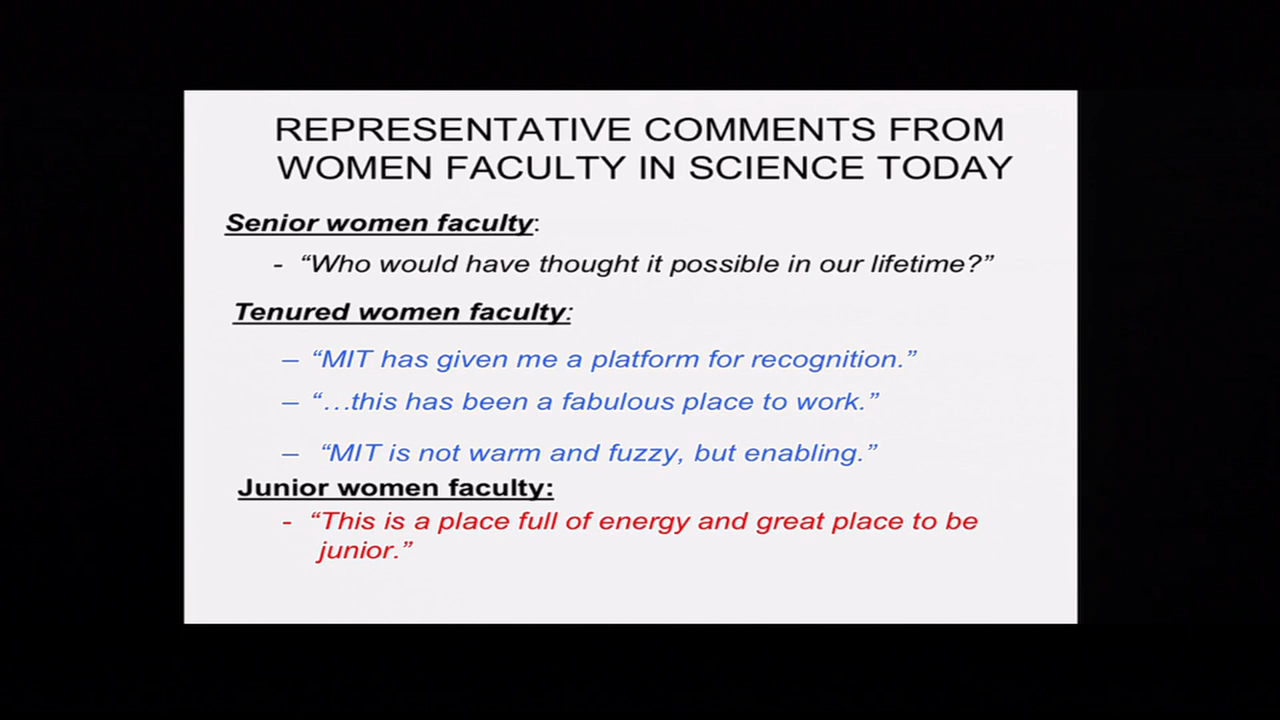 REPRESENTATIVE COMMENTS FROM
WOMEN FACULTY IN SCIENCE TODAY
Senior women faculty:
- “Who would have thought it possible in our lifetime?”
Tenured women faculty:
– “MIT has given me a platform for recognition.”
– “…this has been a fabulous place to work.”
– “MIT is not warm and fuzzy, but enabling.”
Junior women faculty:
- “This is a place full of energy and great place to be
junior.”